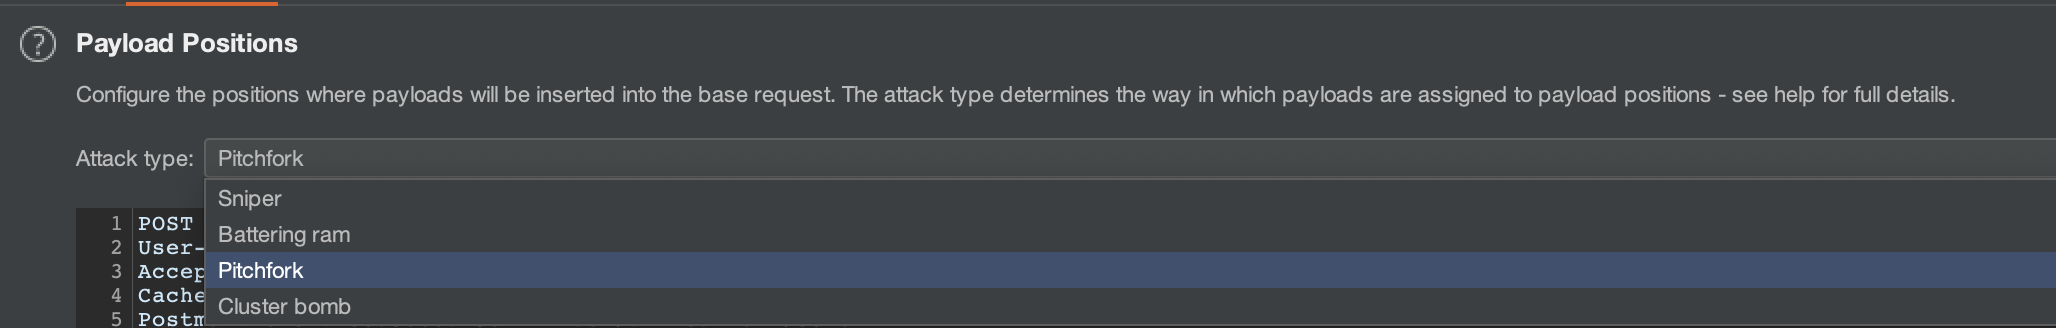 Payload Positions
Configure the positions where payloads will be inserted into the base request. The attack type determines the way in which payloads are assigned to payload positions - see help for full details.
Attack type: Pitchfork
Sniper
Battering ram
Pitchfork
Cluster bomb
1 POST
2 User-
3 Accep
4 Cache
5 Postm